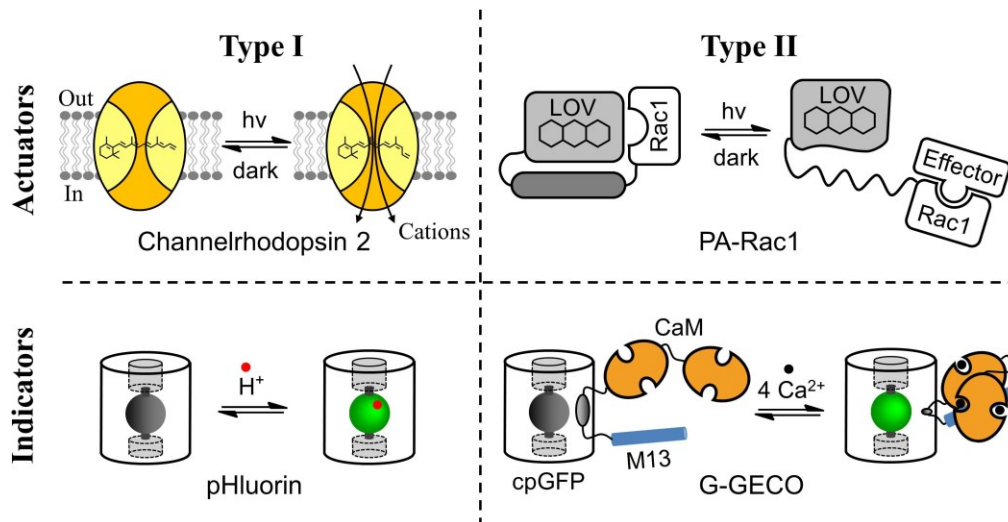 Type I
Type II
Actuators
Out
In
hv
dark
Cations
Channelrhodopsin 2
LOV
Rac1
hv
dark
LOV
Effector
Rac1
PA-Rac1
Indicators
H+
pHluorin
CaM
4 Ca2+
M13
cpGFP
G-GECO